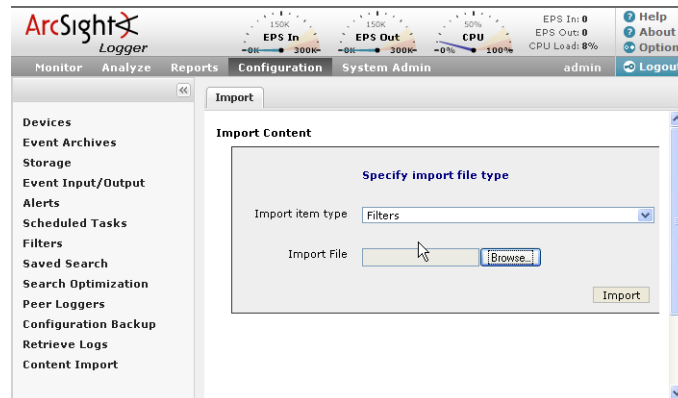 ArcSight
Logger
150K
EPS In
-0K 300K-
150K
EPS Out
-0K 300K-
50%
CPU
-0% 100%
EPS In: 0
EPS Out: 0
CPU Load: 8%
Help
About
Option
Monitor Analyze Reports Configuration System Admin admin Logout
Import
Devices
Event Archives
Storage
Event Input/Output
Alerts
Scheduled Tasks
Filters
Saved Search
Search Optimization
Peer Loggers
Configuration Backup
Retrieve Logs
Content Import
Import Content
Specify import file type
Import item type Filters
Import File Browse...
Import